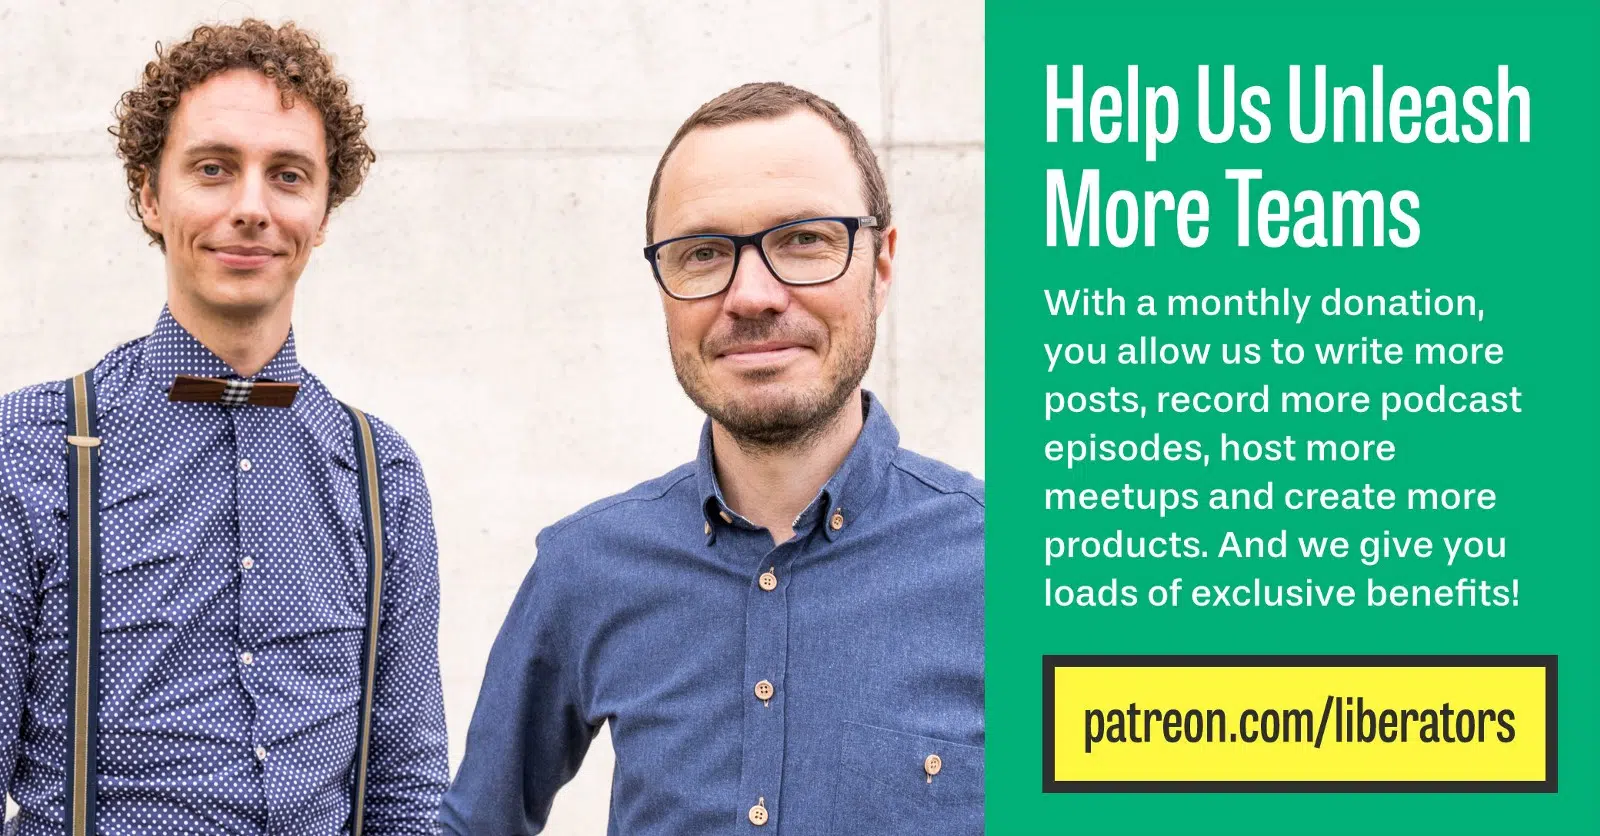 Help Us Unleash
More Teams
With a monthly donation,
you allow us to write more
posts, record more podcast
episodes, host more
meetups and create more
products. And we give you
loads of exclusive benefits!
patreon.com/liberators